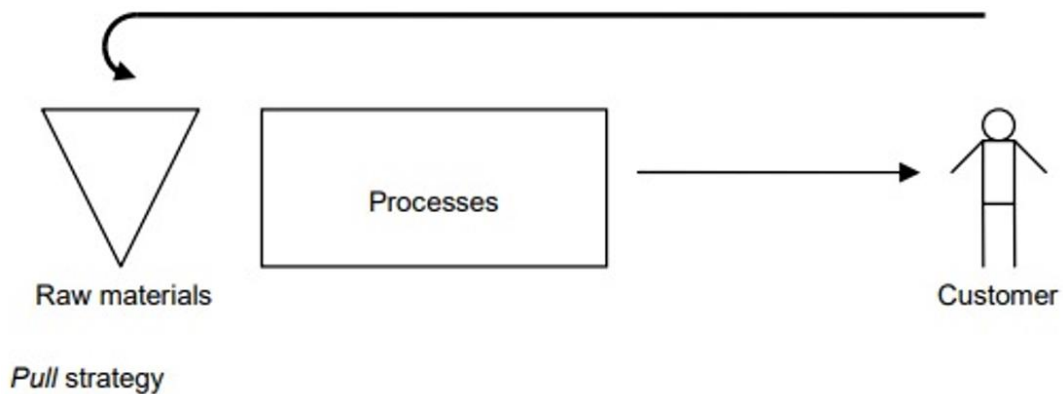 Processes
Raw materials
Customer
Pull strategy